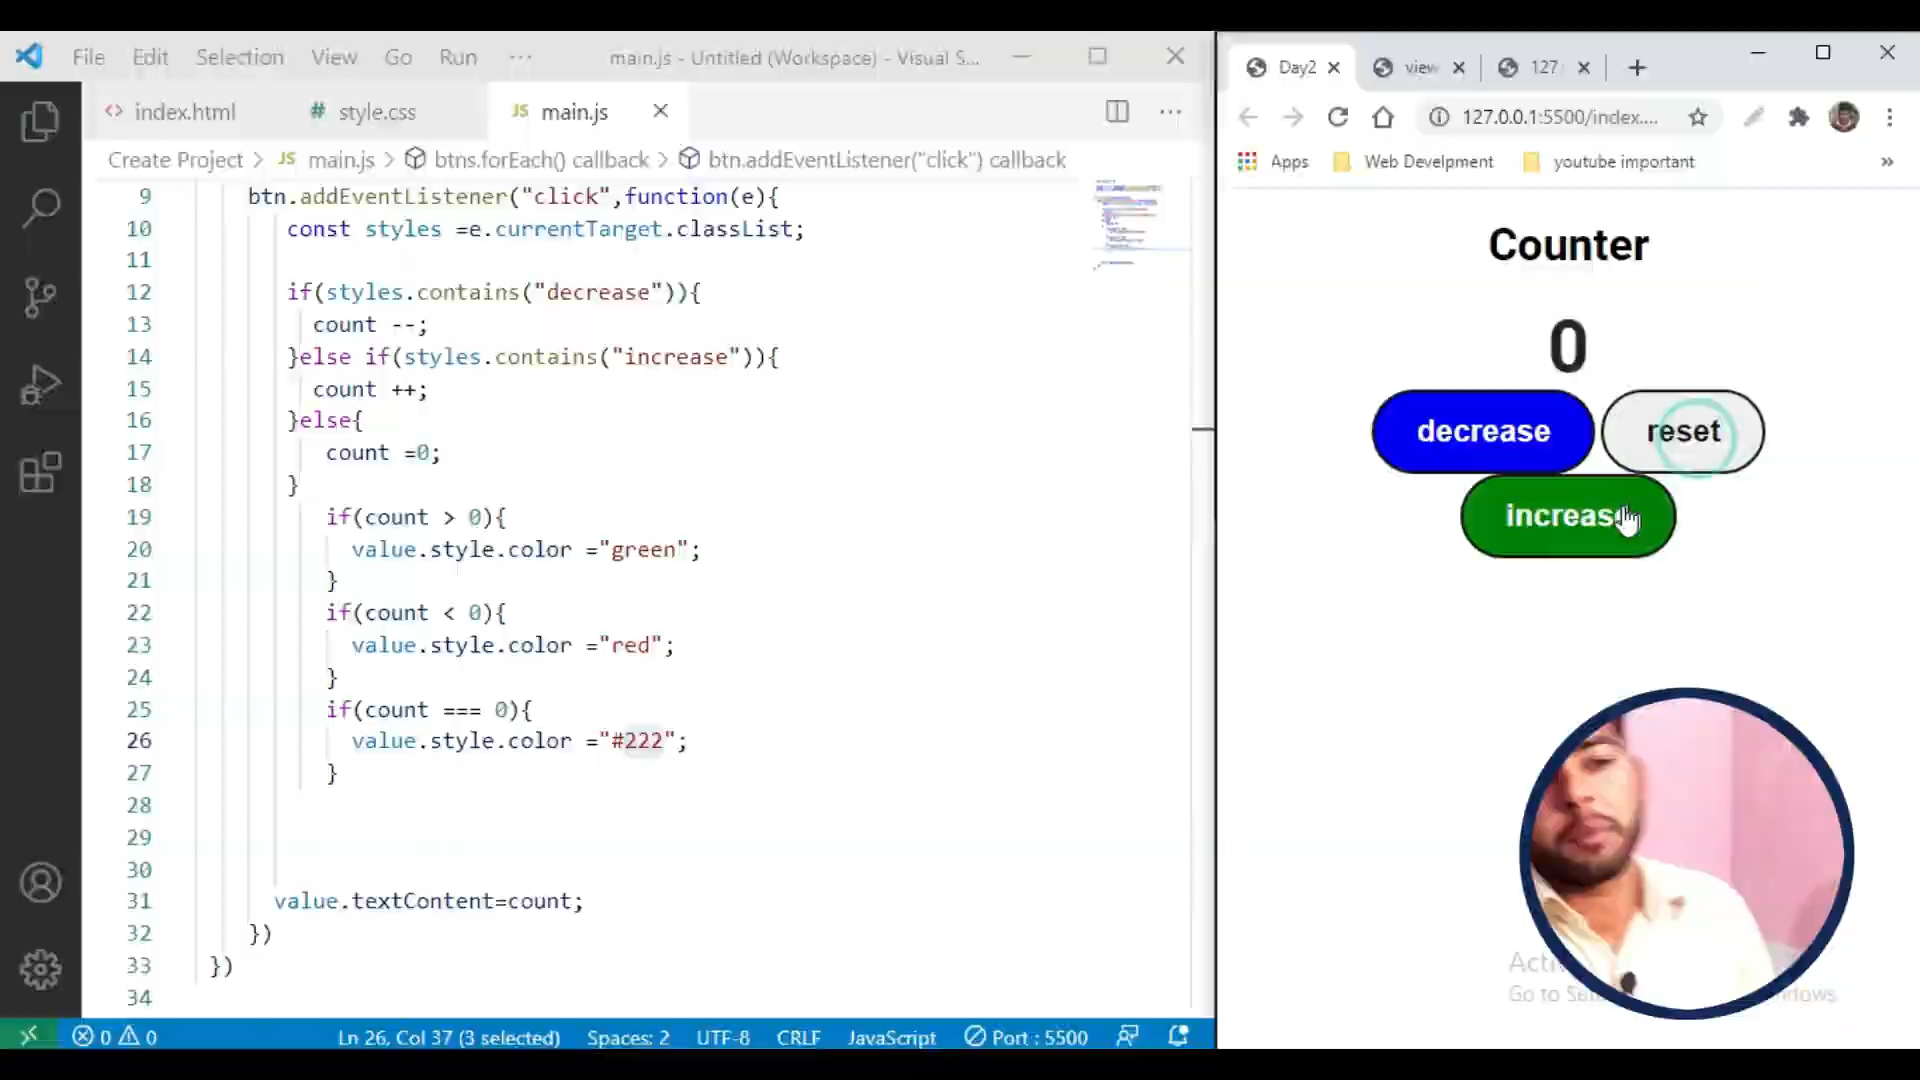 File Edit Selection View Go Run ··· main.js - Untitled (Workspace) - Visual S...
index.html style.css JS main.js
Create Project > JS main.js > btns.forEach() callback > btn.addEventListener("click") callback
9 btn.addEventListener("click",function(e){
10 const styles =e.currentTarget.classList;
11
12 if(styles.contains("decrease")){
13 count --;
14 }else if(styles.contains("increase")){
15 count ++;
16 }else{
17 count =0;
18 }
19 if(count > 0){
20 value.style.color ="green";
21 }
22 if(count < 0){
23 value.style.color ="red";
24 }
25 if(count === 0){
26 value.style.color ="#222";
27 }
28
29
30
31 value.textContent=count;
32 })
33 })
34
0 0 Ln 26, Col 37 (3 selected) Spaces: 2 UTF-8 CRLF JavaScript Port : 5500
Day2 view 127
127.0.0.1:5500/index....
Apps Web Develpment youtube important »
Counter
0
decrease reset
increase
Go to